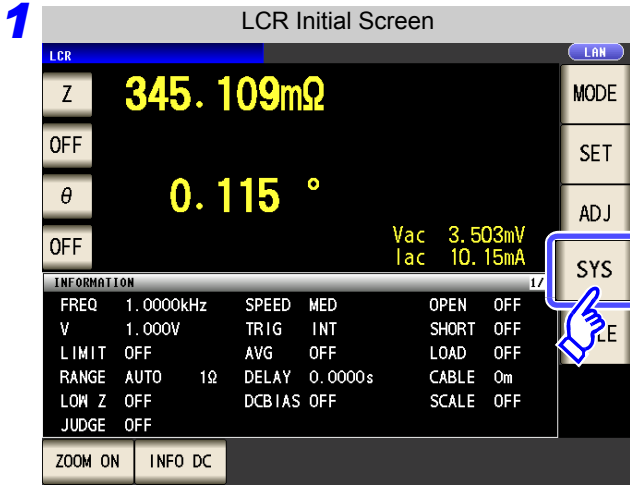 1
LCR Initial Screen
LCR
LAN
Z
345.109mΩ
MODE
OFF
SET
θ
0.115 °
ADJ
OFF
Vac 3.503mV
Iac 10.15mA
SYS
INFORMATION
1/
FREQ 1.0000kHz SPEED MED OPEN OFF
V 1.000V TRIG INT SHORT OFF
LIMIT OFF AVG OFF LOAD OFF
RANGE AUTO 1Ω DELAY 0.0000s CABLE 0m
LOW Z OFF DCBIAS OFF SCALE OFF
JUDGE OFF
ZOOM ON INFO DC